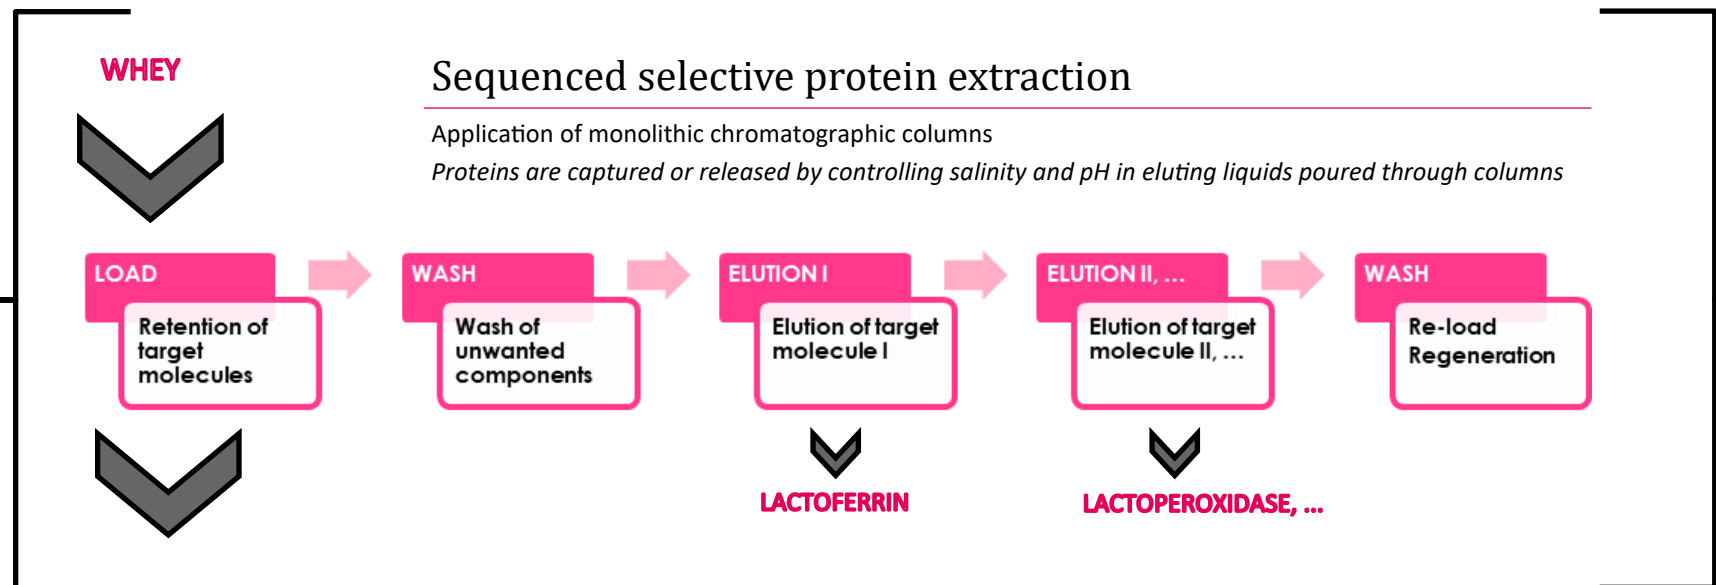 WHEY
Sequenced selective protein extraction
Application of monolithic chromatographic columns
Proteins are captured or released by controlling salinity and pH in eluting liquids poured through columns
LOAD
Retention of
target
molecules
WASH
Wash of
unwanted
components
ELUTION I
Elution of target
molecule I
ELUTION II, ...
Elution of target
molecule II, ...
WASH
Re-load
Regeneration
LACTOFERRIN
LACTOPEROXIDASE, ...